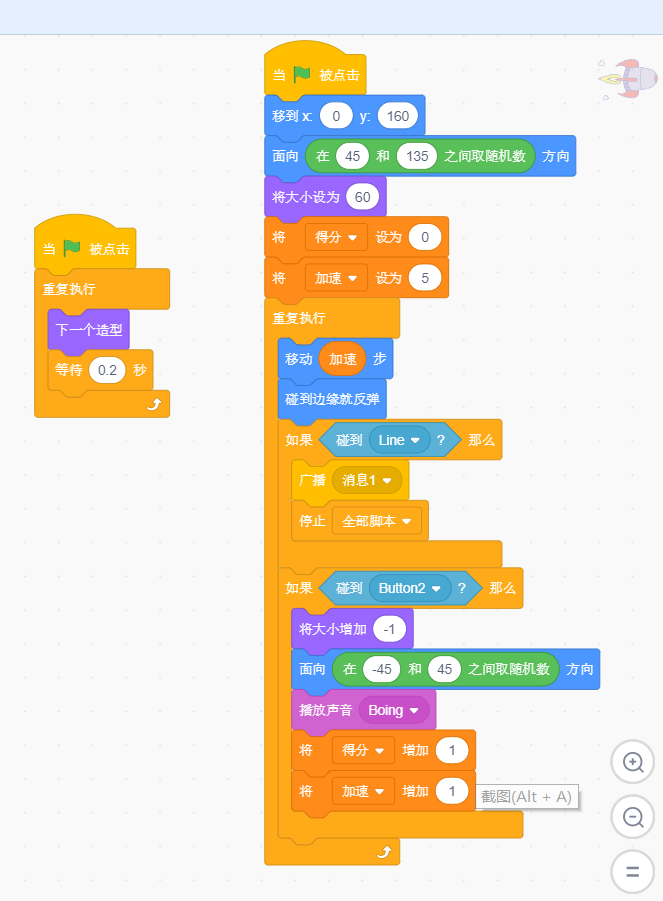 当 被点击
重复执行
下一个造型
等待 0.2 秒
当 被点击
移到 x: 0 y: 160
面向 在 45 和 135 之间取随机数 方向
将大小设为 60
将 得分 设为 0
将 加速 设为 5
重复执行
移动 加速 步
碰到边缘就反弹
如果 碰到 Line ? 那么
广播 消息1
停止 全部脚本
如果 碰到 Button2 ? 那么
将大小增加 -1
面向 在 -45 和 45 之间取随机数 方向
播放声音 Boing
将 得分 增加 1
将 加速 增加 1
截图(Alt + A)